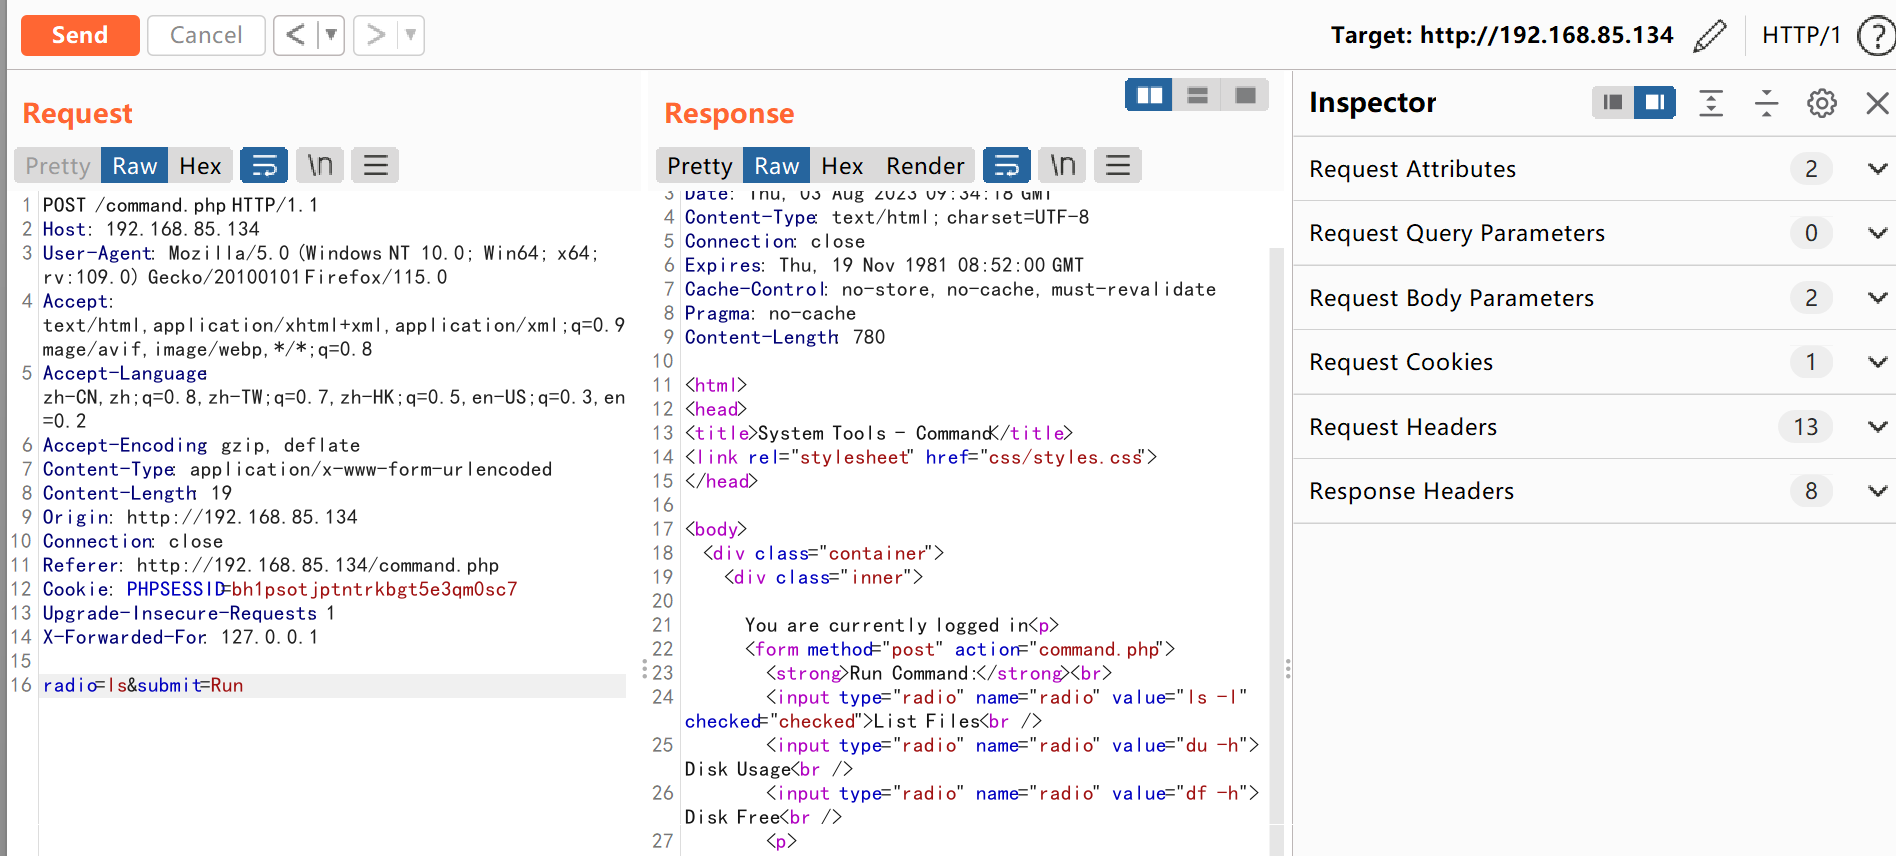 Send
Cancel
Target: http://192.168.85.134
HTTP/1
Request
Pretty Raw Hex \n
1 POST /command.php HTTP/1.1
2 Host: 192.168.85.134
3 User-Agent: Mozilla/5.0 (Windows NT 10.0; Win64; x64;
rv:109.0) Gecko/20100101 Firefox/115.0
4 Accept:
text/html,application/xhtml+xml,application/xml;q=0.9
mage/avif,image/webp,*/*;q=0.8
5 Accept-Language
zh-CN,zh;q=0.8,zh-TW;q=0.7,zh-HK;q=0.5,en-US;q=0.3,en
=0.2
6 Accept-Encoding gzip, deflate
7 Content-Type: application/x-www-form-urlencoded
8 Content-Length 19
9 Origin: http://192.168.85.134
10 Connection: close
11 Referer: http://192.168.85.134/command.php
12 Cookie: PHPSESSID=bh1psotjptntrkbgt5e3qm0sc7
13 Upgrade-Insecure-Requests 1
14 X-Forwarded-For: 127.0.0.1
15
16 radio=ls&submit=Run
Response
Pretty Raw Hex Render \n
3 Date: Thu, 03 Aug 2023 09:34:18 GMT
4 Content-Type: text/html; charset=UTF-8
5 Connection: close
6 Expires: Thu, 19 Nov 1981 08:52:00 GMT
7 Cache-Control: no-store, no-cache, must-revalidate
8 Pragma: no-cache
9 Content-Length 780
10
11 <html>
12 <head>
13 <title>System Tools - Command</title>
14 <link rel="stylesheet" href="css/styles.css">
15 </head>
16
17 <body>
18 <div class="container">
19 <div class="inner">
20
21 You are currently logged in<p>
22 <form method="post" action="command.php">
23 <strong>Run Command:</strong><br>
24 <input type="radio" name="radio" value="ls -l"
checked="checked">List Files<br />
25 <input type="radio" name="radio" value="du -h">
Disk Usage<br />
26 <input type="radio" name="radio" value="df -h">
Disk Free<br />
27 <p>
Inspector
Request Attributes 2
Request Query Parameters 0
Request Body Parameters 2
Request Cookies 1
Request Headers 13
Response Headers 8